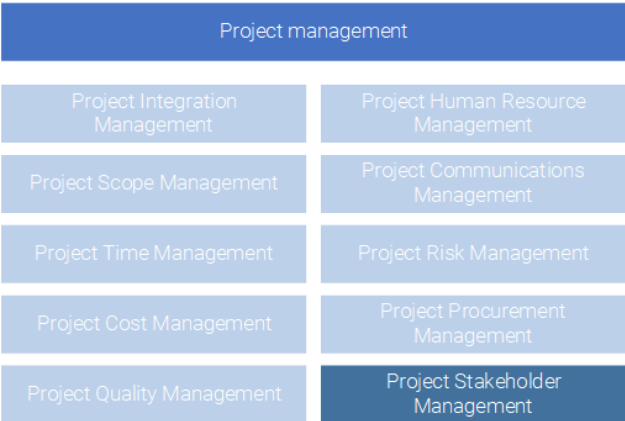 Project management
Project Integration
Management
Project Human Resource
Management
Project Scope Management
Project Communications
Management
Project Time Management
Project Risk Management
Project Cost Management
Project Procurement
Management
Project Quality Management
Project Stakeholder
Management